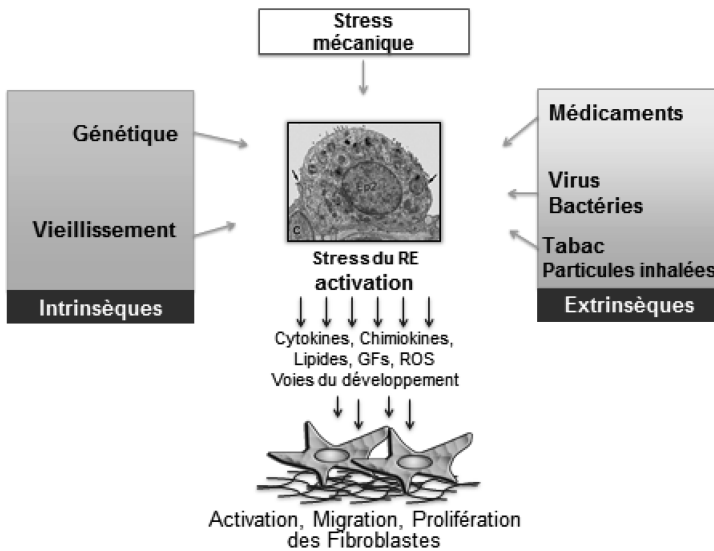 Stress
mécanique
Génétique
Vieillissement
Intrinsèques
Ep2
C
Stress du RE
activation
Médicaments
Virus
Bactéries
Tabac
Particules inhalées
Extrinsèques
Cytokines, Chimiokines,
Lipides, GFs, ROS
Voies du développement
Activation, Migration, Prolifération
des Fibroblastes